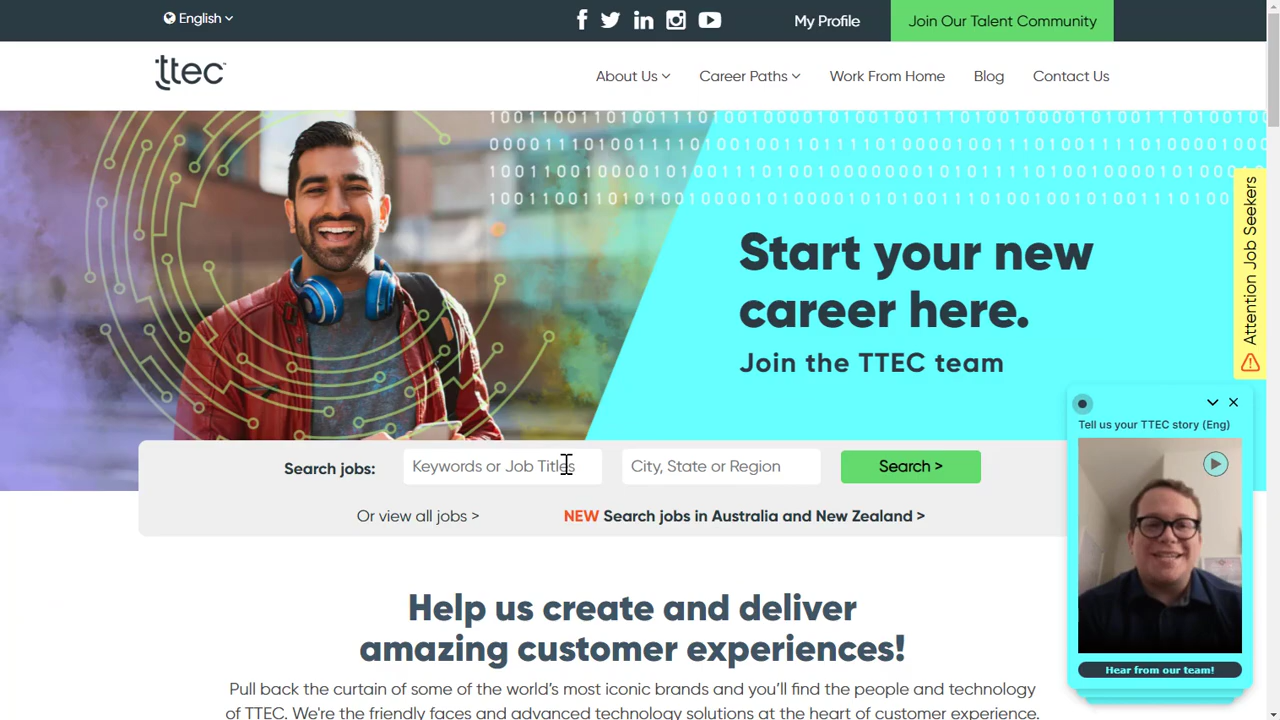 English
My Profile
Join Our Talent Community
ttec
About Us
Career Paths
Work From Home
Blog
Contact Us
Start your new
career here.
Join the TTEC team
Attention Job Seekers
Tell us your TTEC story (Eng)
Hear from our team!
Search jobs:
Keywords or Job Titles
City, State or Region
Search >
Or view all jobs >
NEW Search jobs in Australia and New Zealand >
Help us create and deliver
amazing customer experiences!
Pull back the curtain of some of the world's most iconic brands and you'll find the people and technology
of TTEC. We're the friendly faces and advanced technology solutions at the heart of customer experience.